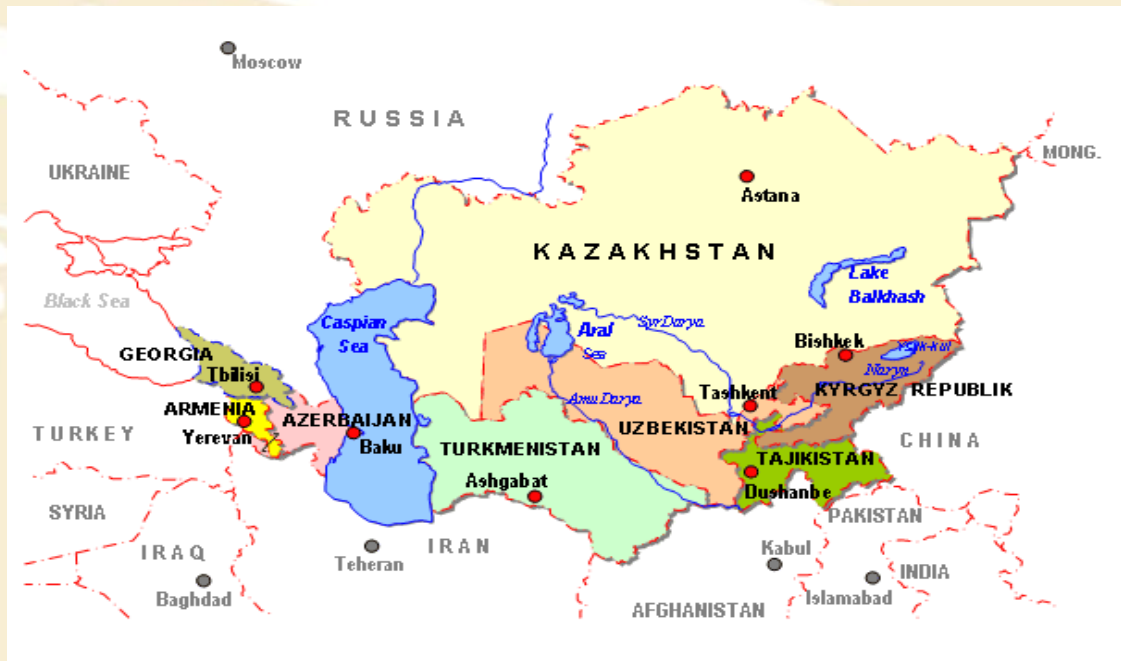 Moscow
RUSSIA
MONG.
UKRAINE
Astana
KAZAKHSTAN
Lake
Balkhash
Black Sea
Caspian
Sea
Aral
Sea
Syr Darya
Bishkek
Ysik-kul
Naryn
GEORGIA
Tbilisi
KYRGYZ REPUBLIK
Tashkent
Amu Darya
ARMENIA
AZERBAIJAN
UZBEKISTAN
TURKEY
Yerevan
Baku
TURKMENISTAN
CHINA
TAJIKISTAN
Ashgabat
Dushanbe
SYRIA
PAKISTAN
IRAN
IRAQ
Teheran
Kabul
INDIA
Baghdad
Islamabad
AFGHANISTAN